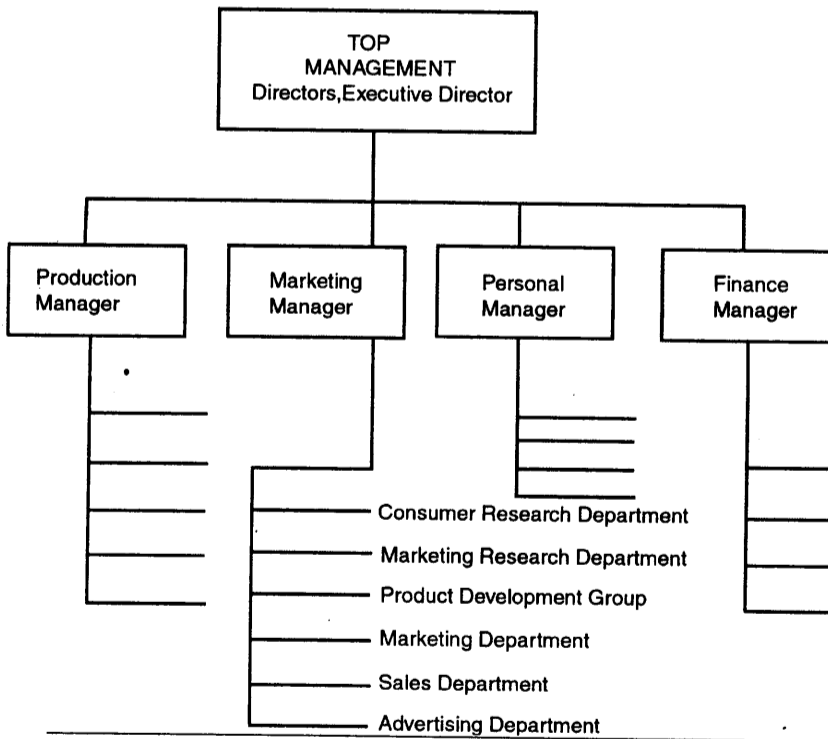 TOP
MANAGEMENT
Directors,Executive Director
Production
Manager
Marketing
Manager
Personal
Manager
Finance
Manager
Consumer Research Department
Marketing Research Department
Product Development Group
Marketing Department
Sales Department
Advertising Department